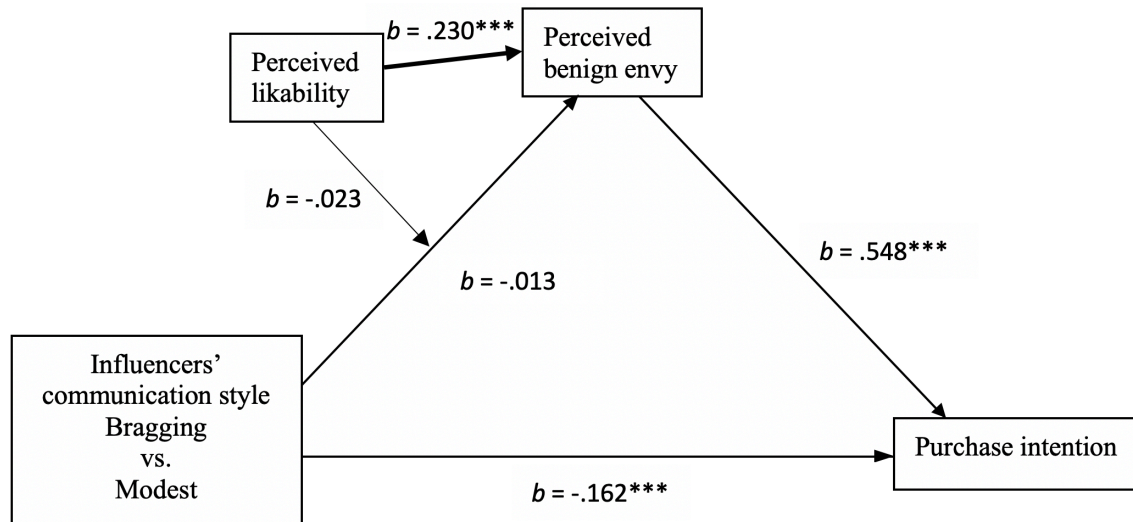 b = .230***
Perceived
benign envy
Perceived
likability
b = -.023
b = .548***
b = -.013
Influencers’
communication style
Bragging
vs.
Modest
Purchase intention
b = -.162***